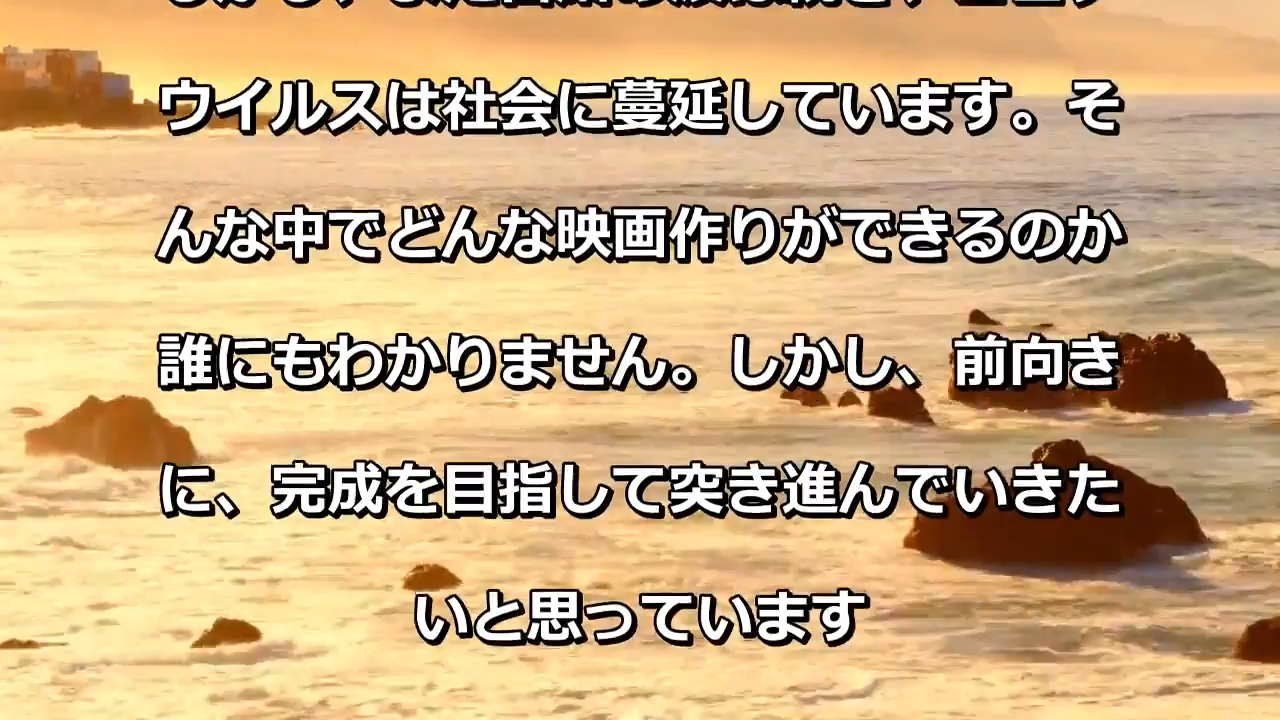 ウイルスは社会に蔓延しています。そ
んな中でどんな映画作りができるのか
誰にもわかりません。しかし、前向き
に、完成を目指して突き進んでいきた
いと思っています